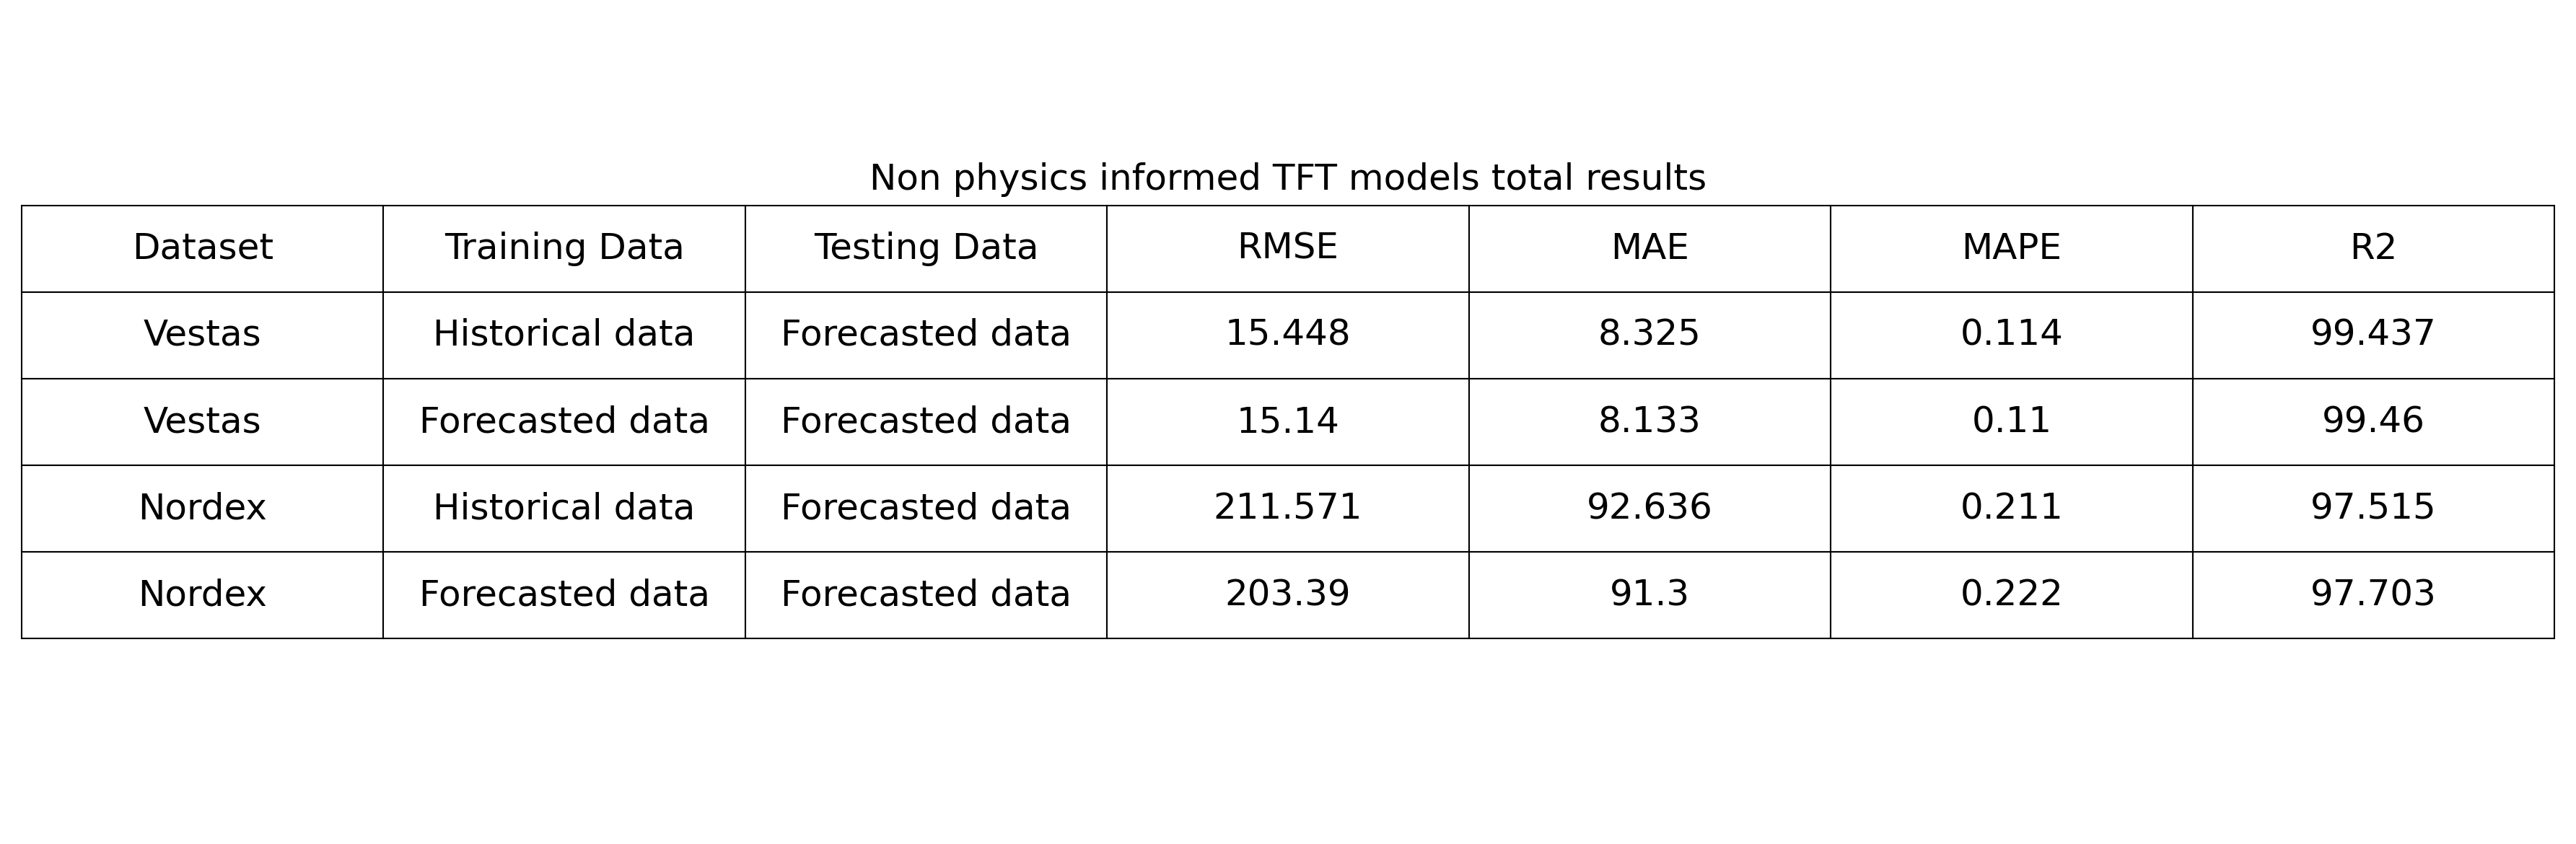 Non physics informed TFT models total results
Dataset Training Data Testing Data RMSE MAE MAPE R2
Vestas Historical data Forecasted data 15.448 8.325 0.114 99.437
Vestas Forecasted data Forecasted data 15.14 8.133 0.11 99.46
Nordex Historical data Forecasted data 211.571 92.636 0.211 97.515
Nordex Forecasted data Forecasted data 203.39 91.3 0.222 97.703